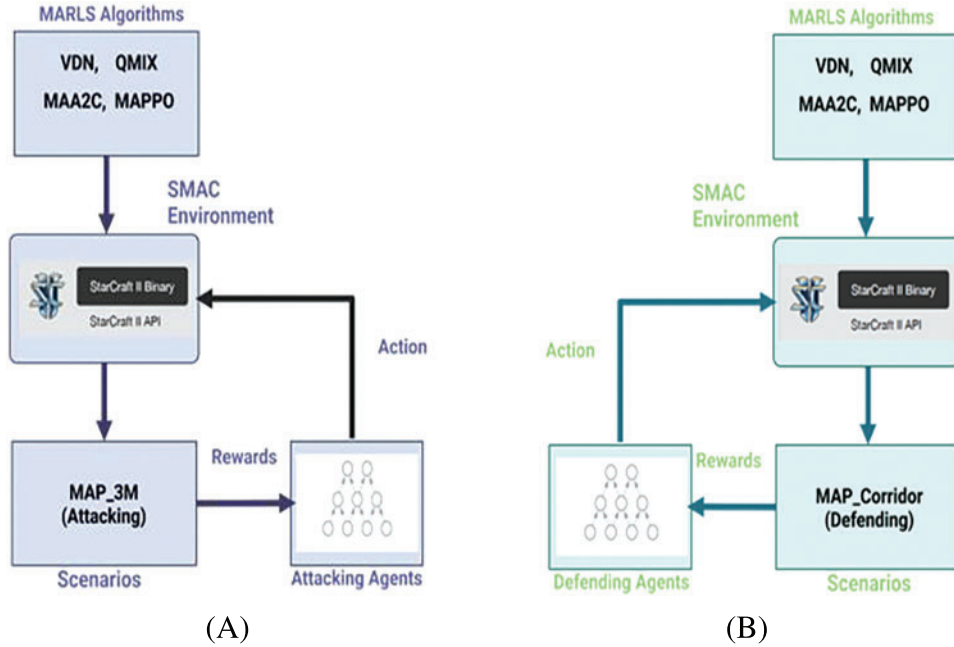 MARLS Algorithms
VDN, QMIX
MAA2C, MAPPO
SMAC
Environment
StarCraft II Binary
StarCraft II API
Action
Rewards
MAP_3M
(Attacking)
Scenarios
Attacking Agents
(A)
MARLS Algorithms
VDN, QMIX
MAA2C, MAPPO
SMAC
Environment
StarCraft II Binary
StarCraft II API
Action
Rewards
MAP_Corridor
(Defending)
Defending Agents
Scenarios
(B)